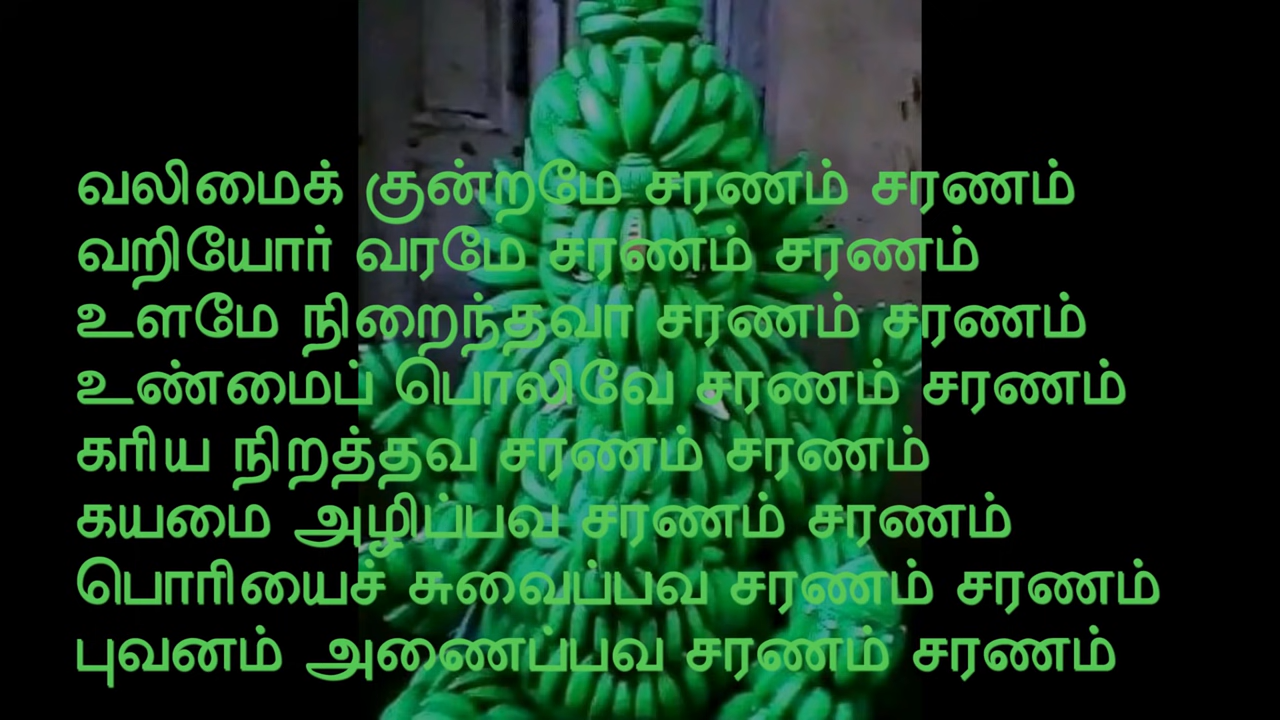 வலிமைக் குன்றமே சரணம் சரணம்
வறியோர் வரமே சரணம் சரணம்
உளமே நிறைந்தவா சரணம் சரணம்
உண்மைப் பொலிவே சரணம் சரணம்
கரிய நிறத்தவ சரணம் சரணம்
கயமை அழிப்பவ சரணம் சரணம்
பொரியைச் சுவைப்பவ சரணம் சரணம்
புவனம் அணைப்பவ சரணம் சரணம்